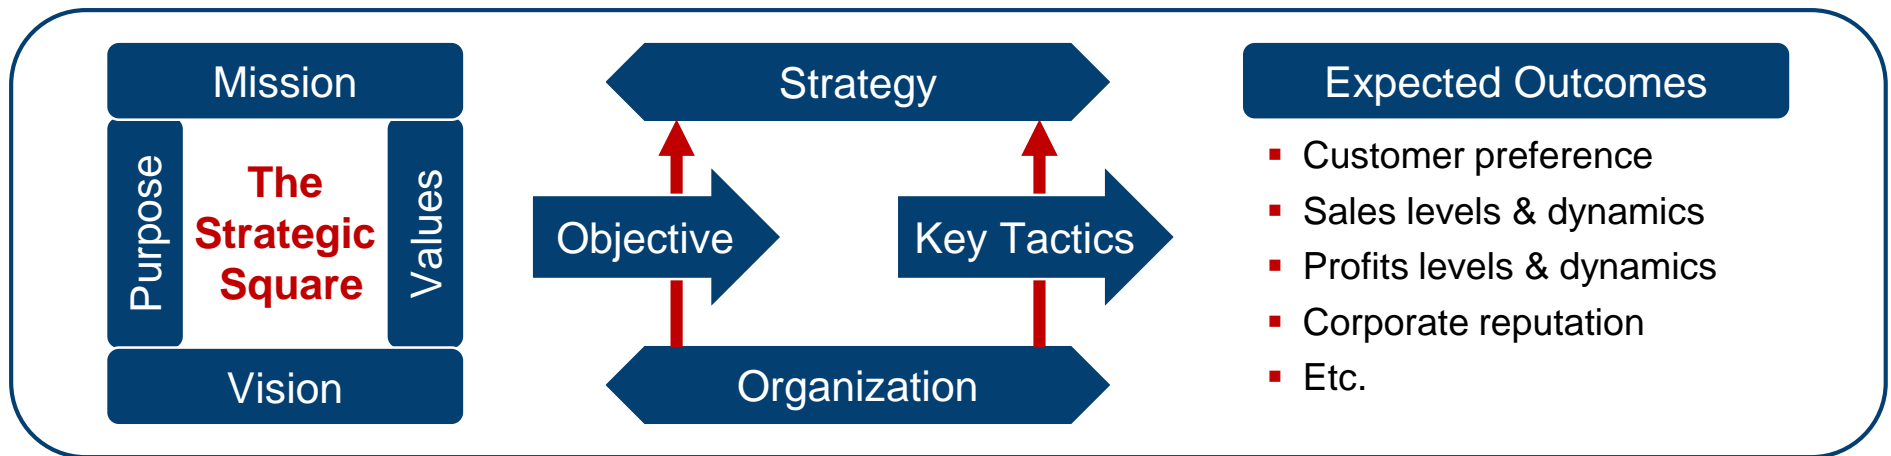 Mission
Purpose
The
Strategic
Square
Values
Vision
Strategy
Objective
Key Tactics
Organization
Expected Outcomes
Customer preference
Sales levels & dynamics
Profits levels & dynamics
Corporate reputation
Etc.